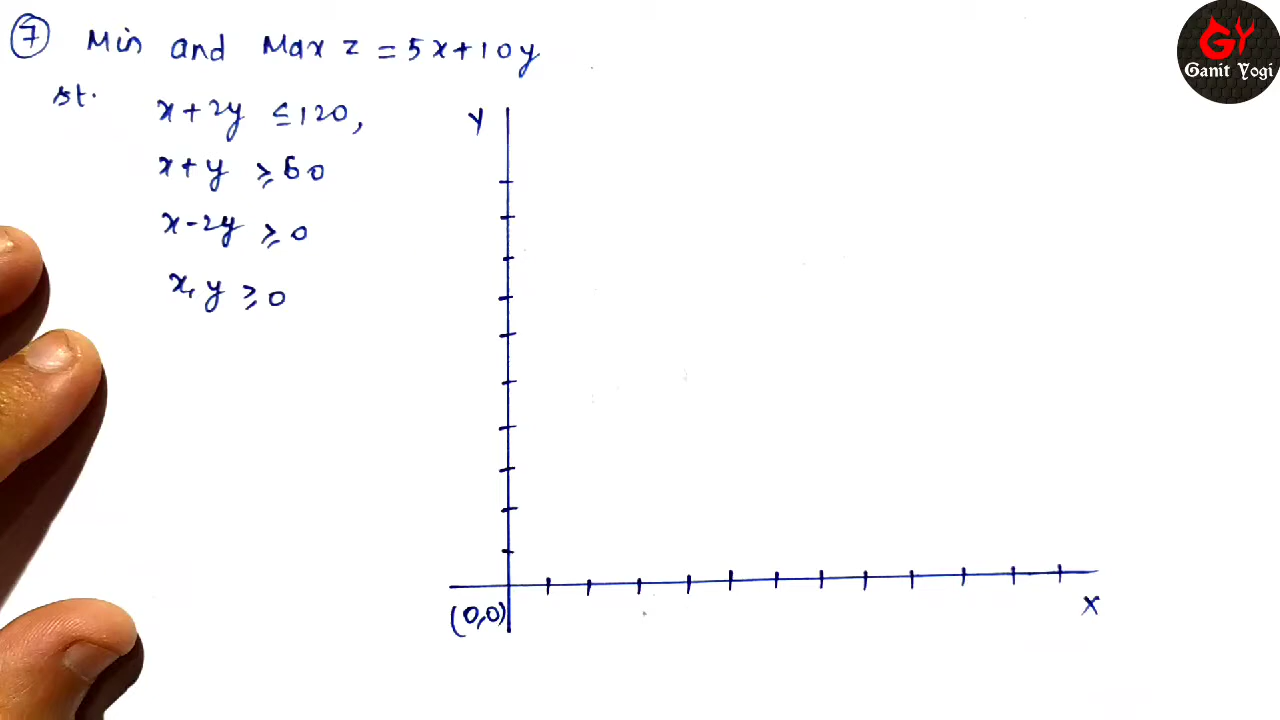 7 Min and Max z = 5x+10y
st. x + 2y ≤ 120,
x + y ≥ 60
x - 2y ≥ 0
x, y ≥ 0
Y
(0,0)
X
GY
Ganit Yogi